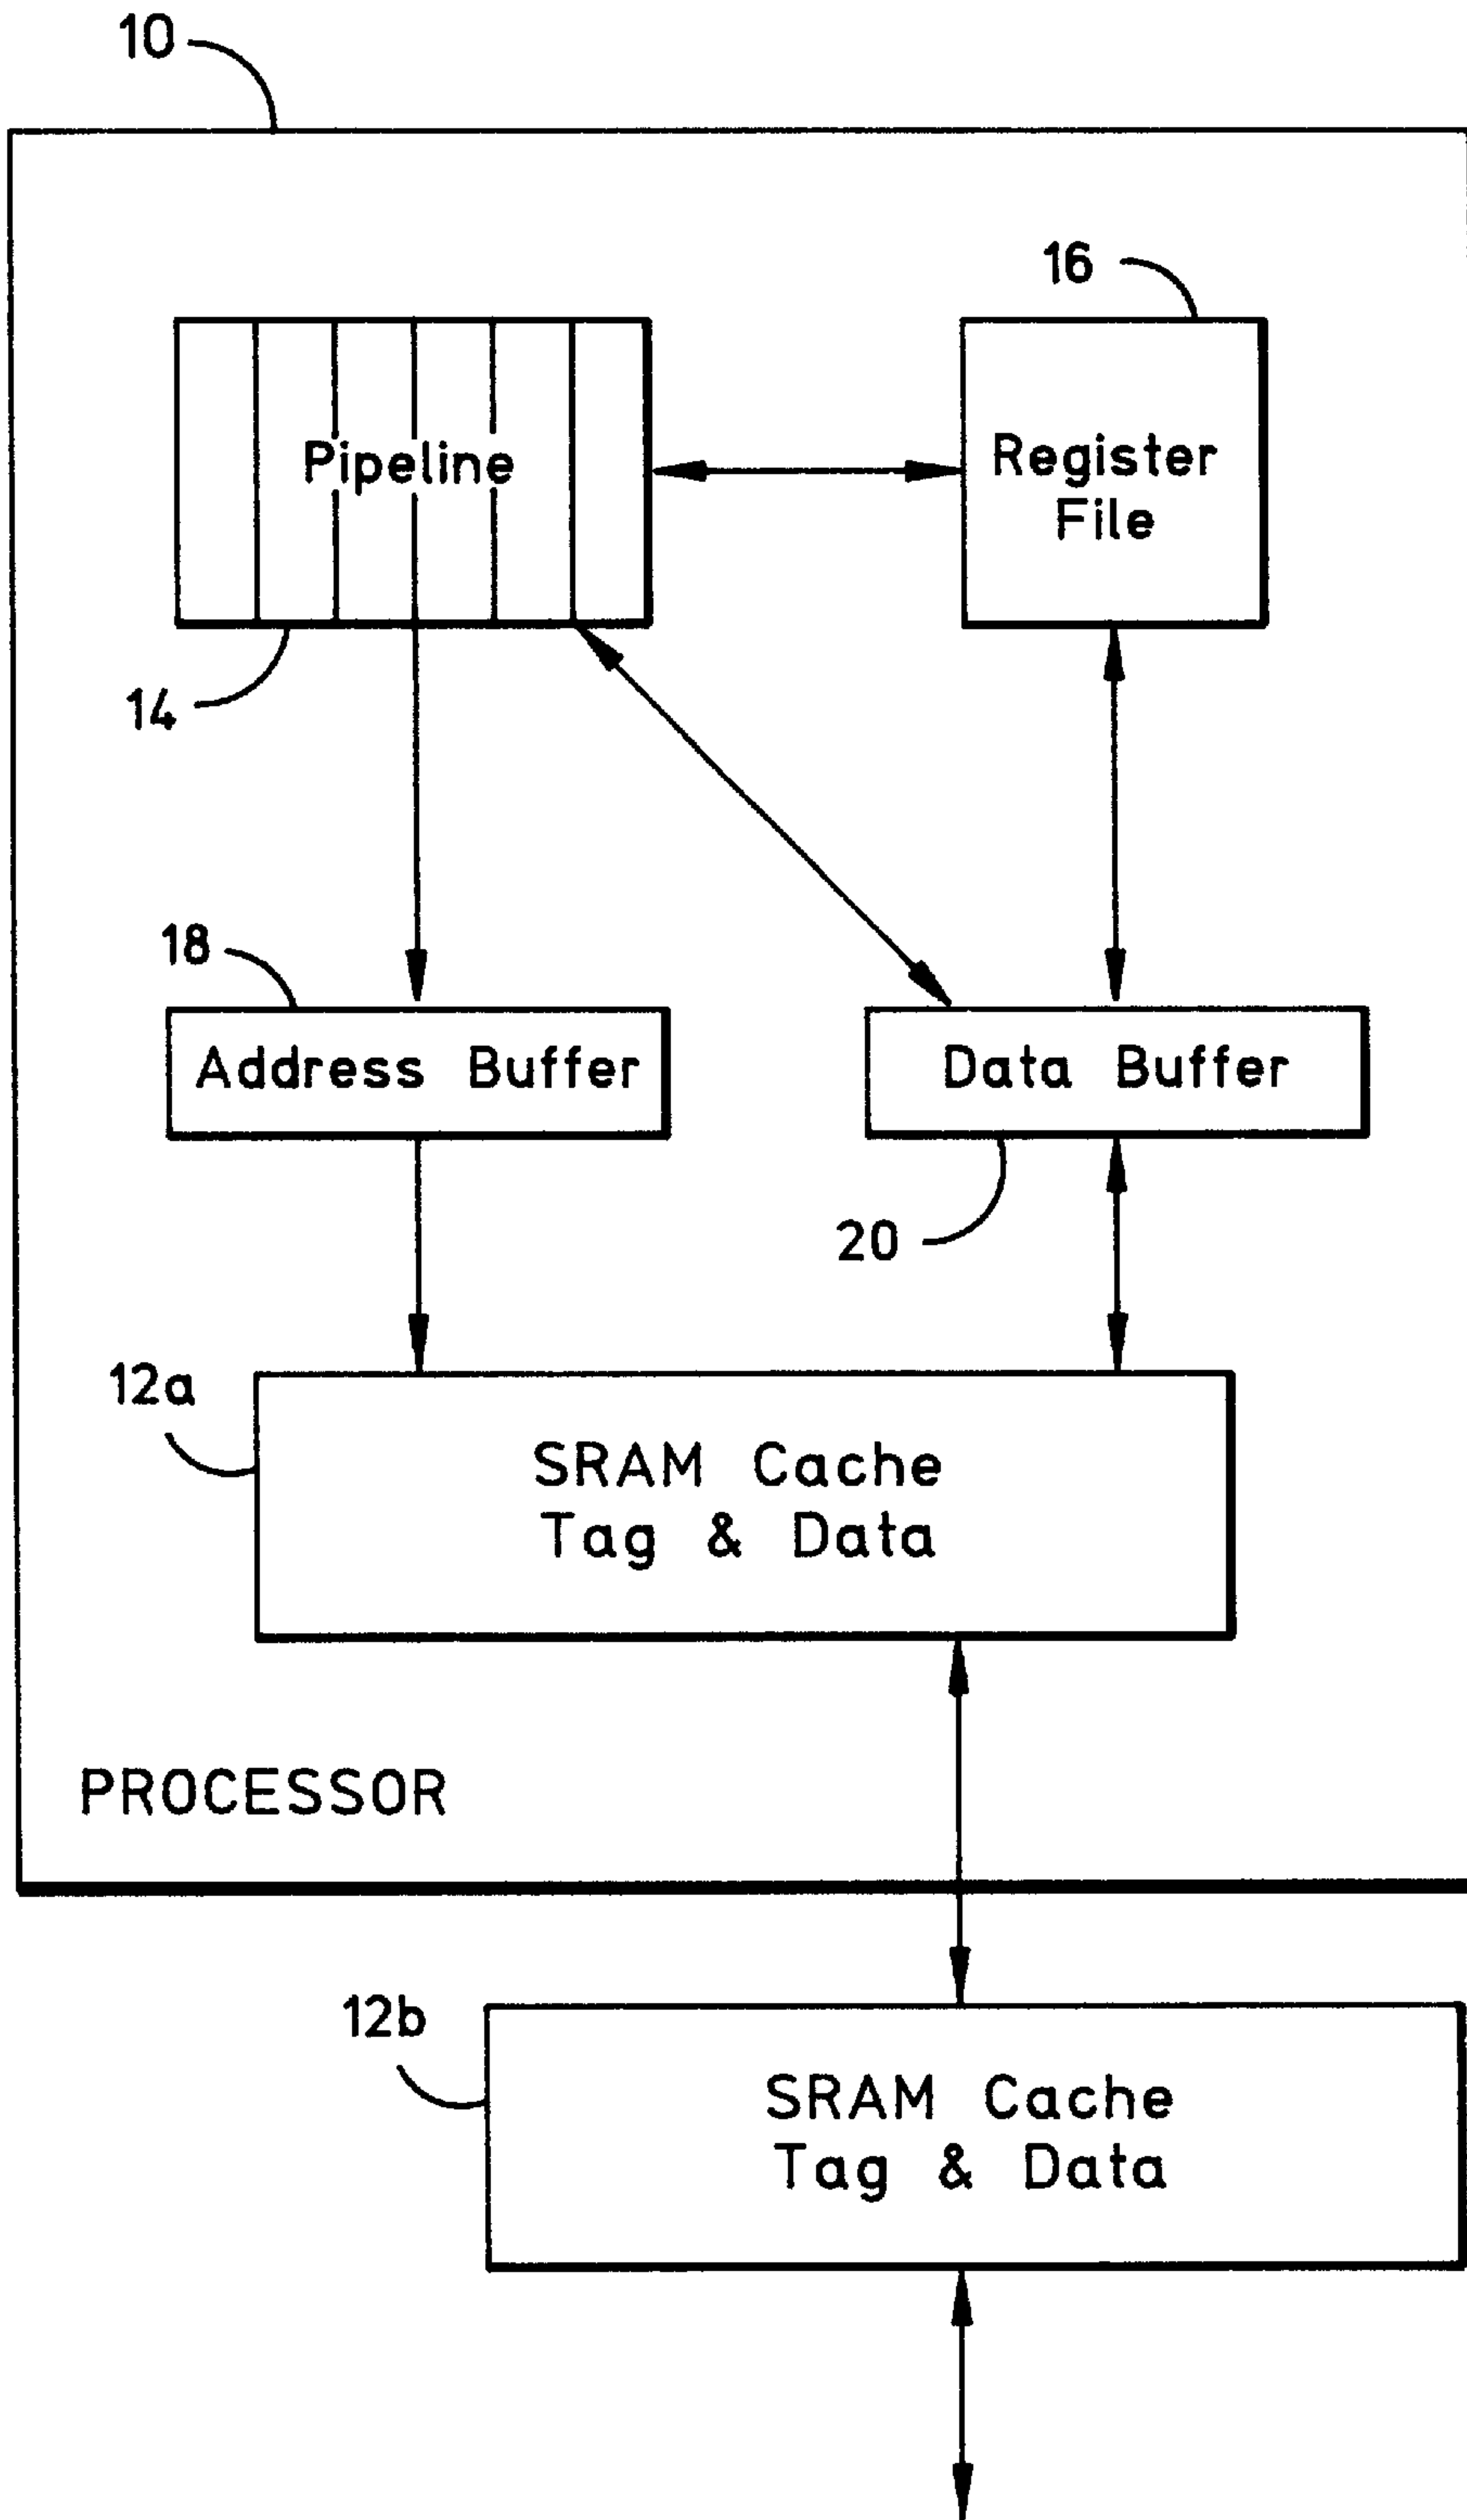 10
16
Pipeline
Register
File
14
18
Address Buffer
Data Buffer
20
12a
SRAM Cache
Tag & Data
PROCESSOR
12b
SRAM Cache
Tag & Data